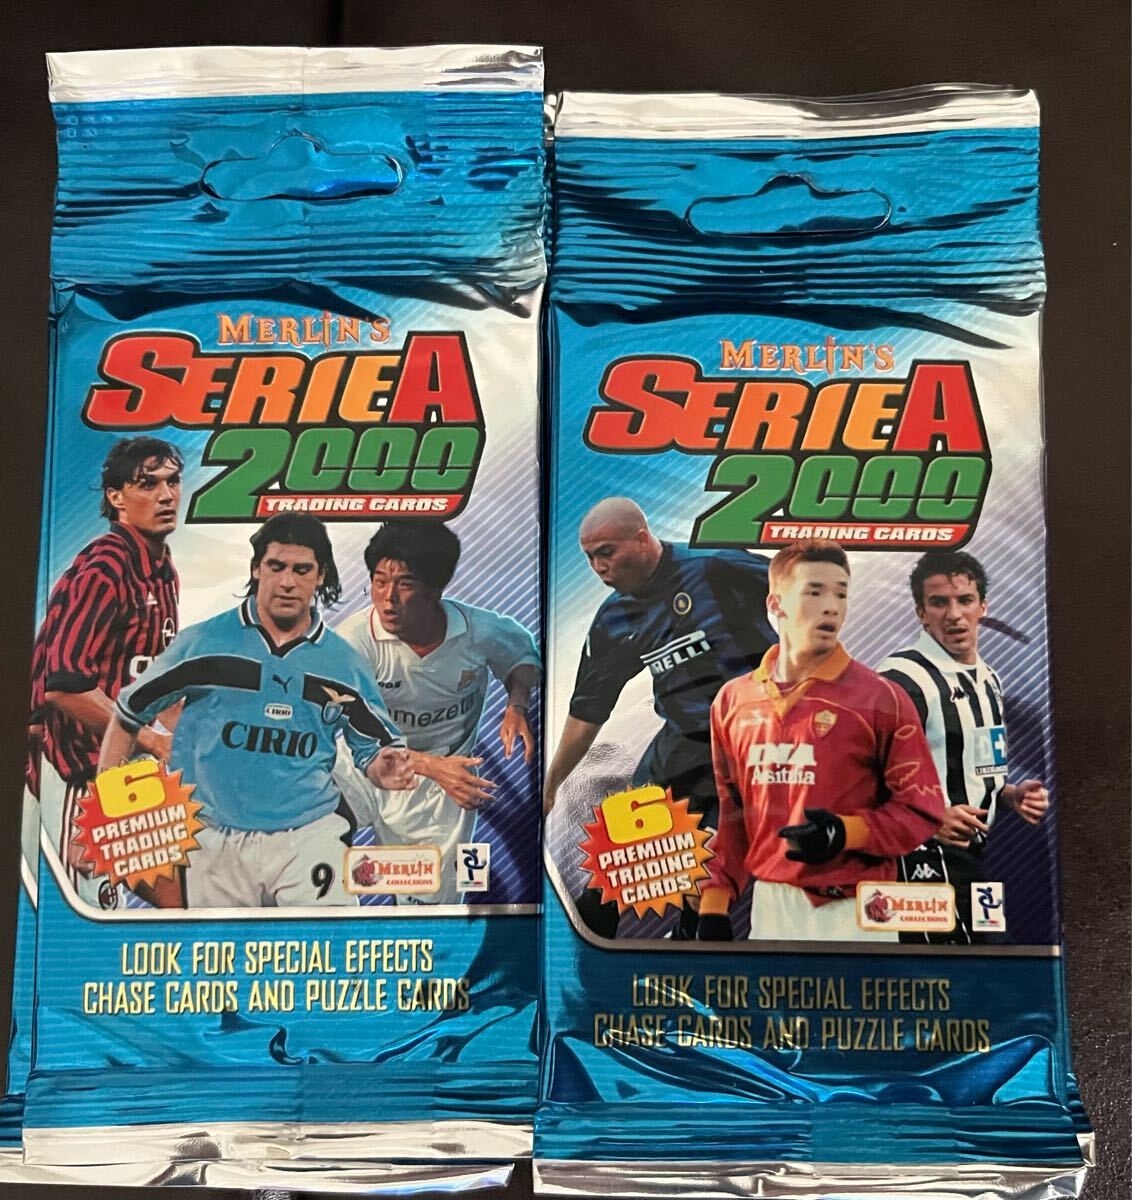 MERLIN'S
SERIE A
2000
TRADING CARDS
CIRIO
CIRIO
9
6
PREMIUM
TRADING
CARDS
MERLIN
COLLECTIONS
LOOK FOR SPECIAL EFFECTS
CHASE CARDS AND PUZZLE CARDS
MERLIN'S
SERIE A
2000
TRADING CARDS
INA
Assitalia
6
PREMIUM
TRADING
CARDS
MERLIN
COLLECTIONS
LOOK FOR SPECIAL EFFECTS
CHASE CARDS AND PUZZLE CARDS